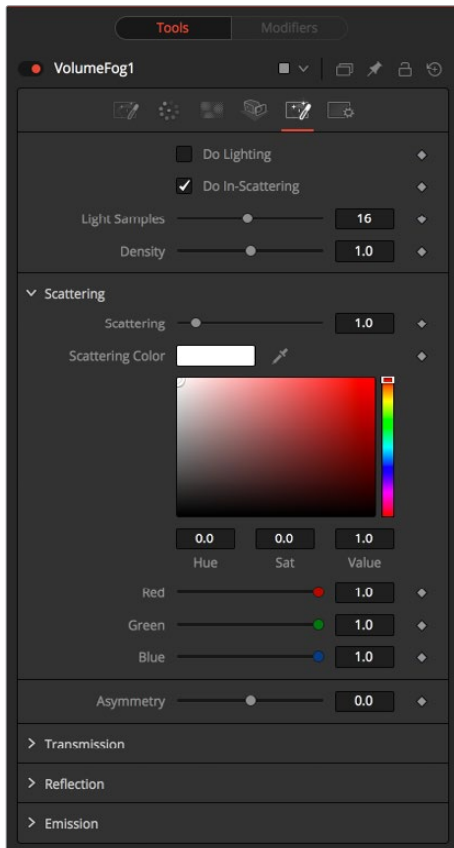 Tools Modifiers
VolumeFog1
Do Lighting
Do In-Scattering
Light Samples 16
Density 1.0
Scattering
Scattering 1.0
Scattering Color
0.0 0.0 1.0
Hue Sat Value
Red 1.0
Green 1.0
Blue 1.0
Asymmetry 0.0
Transmission
Reflection
Emission